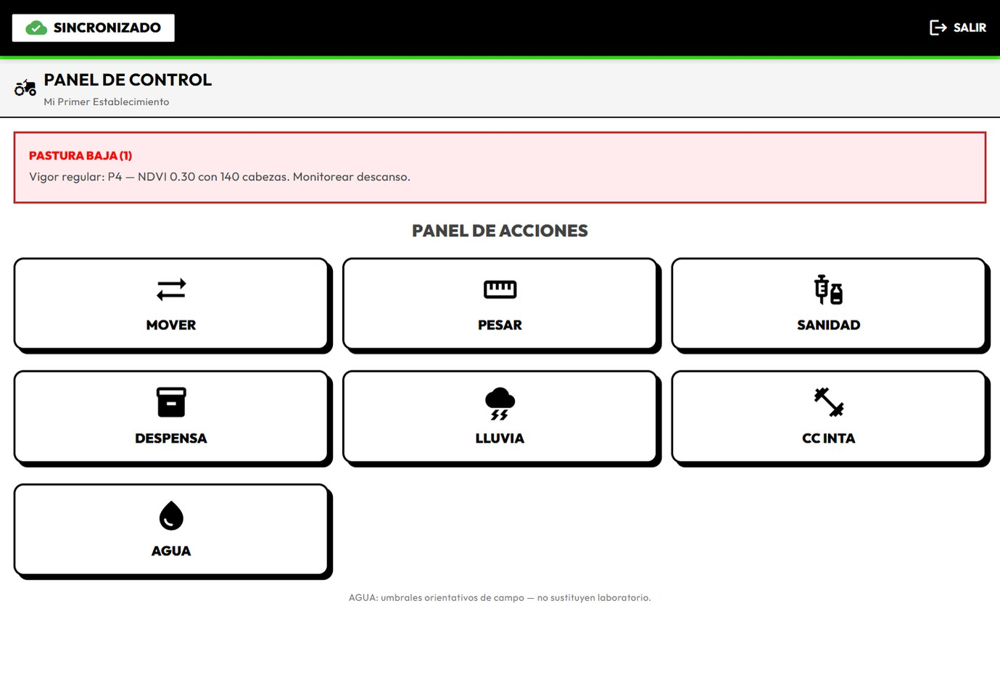 SINCRONIZADO
SALIR
PANEL DE CONTROL
Mi Primer Establecimiento
PASTURA BAJA (1)
Vigor regular: P4 — NDVI 0.30 con 140 cabezas. Monitorear descanso.
PANEL DE ACCIONES
MOVER
PESAR
SANIDAD
DESPENSA
LLUVIA
CC INTA
AGUA
AGUA: umbrales orientativos de campo — no sustituyen laboratorio.